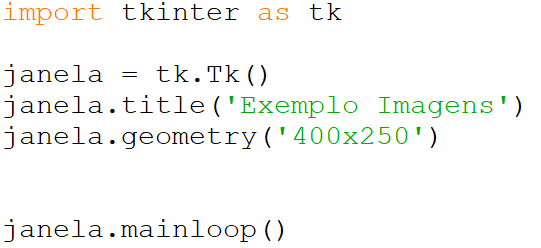 import tkinter as tk
janela = tk.Tk()
janela.title('Exemplo Imagens')
janela.geometry('400x250')
janela.mainloop()